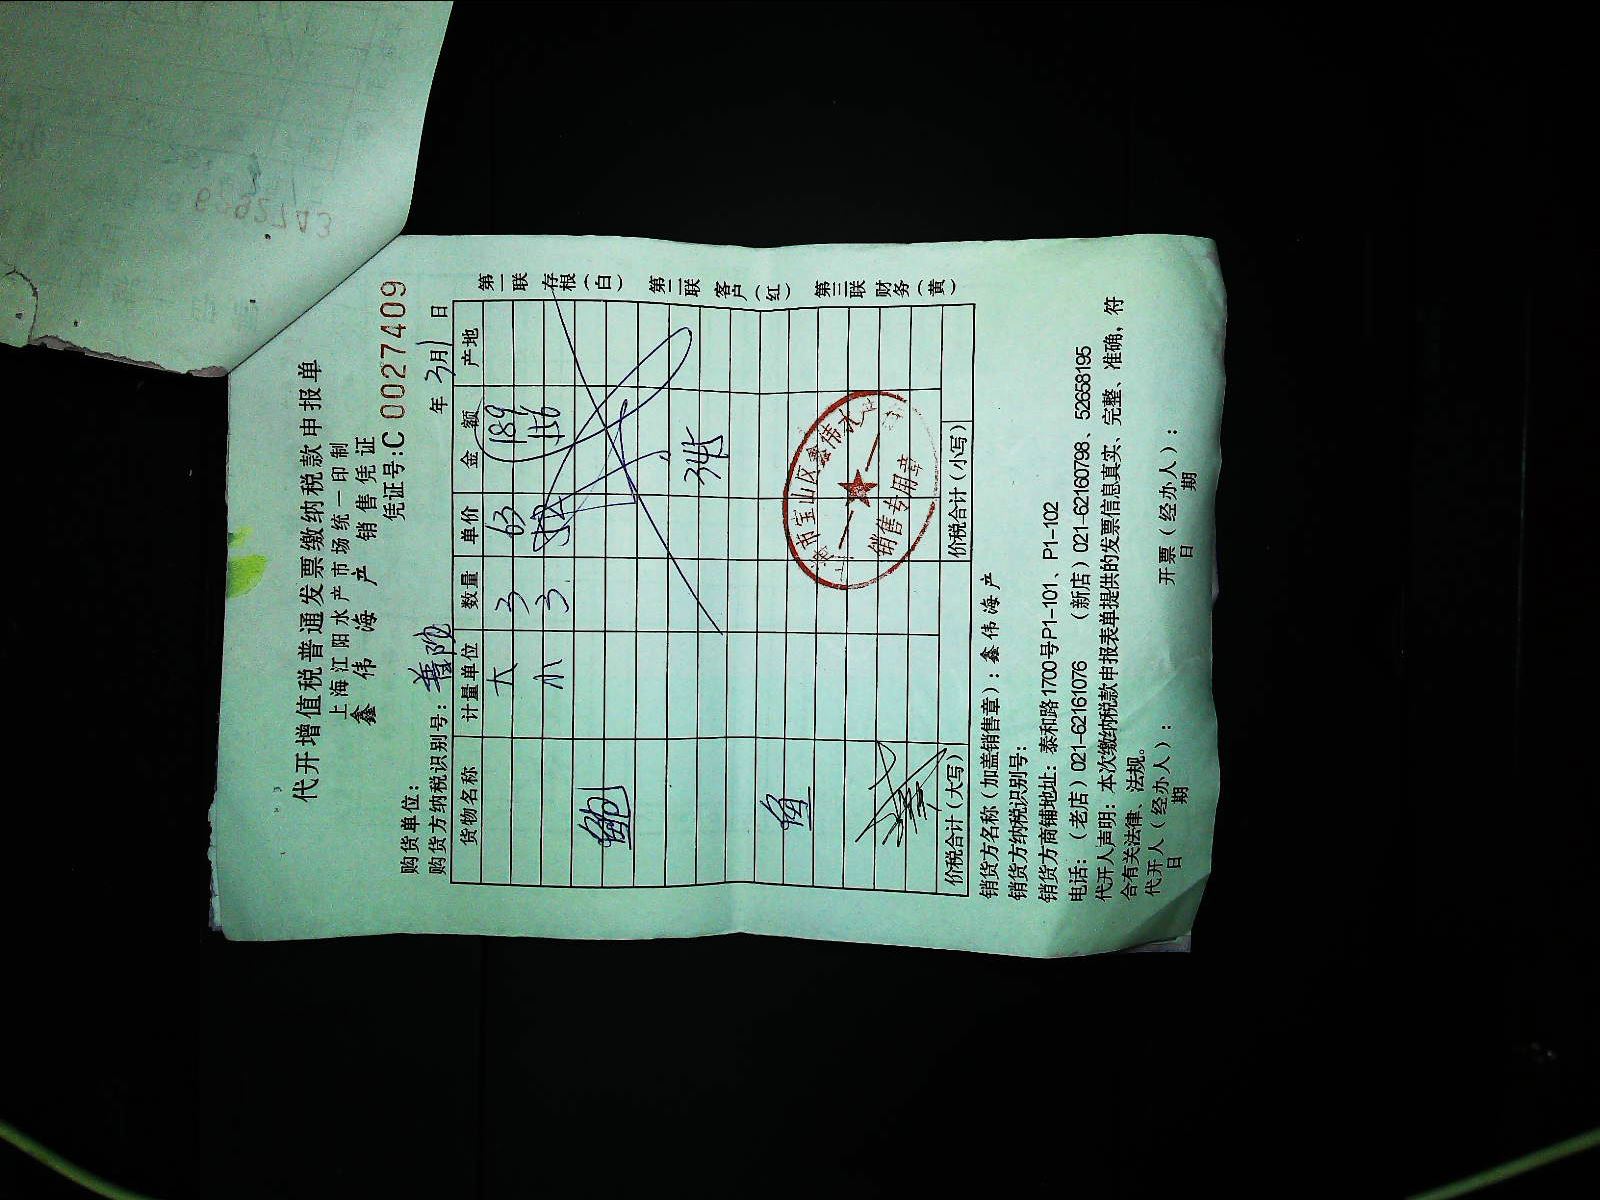 代开增值税普通发票缴纳税款申报单
上海江阳水产市场统一印制
鑫伟海产 销售凭证
凭证号:C 0027409
购货单位:
年 3月1日
购货方纳税识别号:
货物名称 计量单位 数量 单价 金额 产地
大 3 63 189
小 3 156
345
价税合计(大写) 价税合计(小写)
第一联 存根(白)
第二联 客户(红)
第三联 财务(黄)
市宝山区鑫伟水
销售专用章
销货方名称(加盖销售章):鑫伟海产
销货方纳税识别号:
销货方商铺地址:泰和路1700号P1-101、P1-102
电话:(老店)021-62161076 (新店)021-62160798、52658195
代开人声明:本次缴纳税款申报表单提供的发票信息真实、完整、准确,符
合有关法律、法规。
代开人(经办人): 开票(经办人):
日 期 日 期
6292743